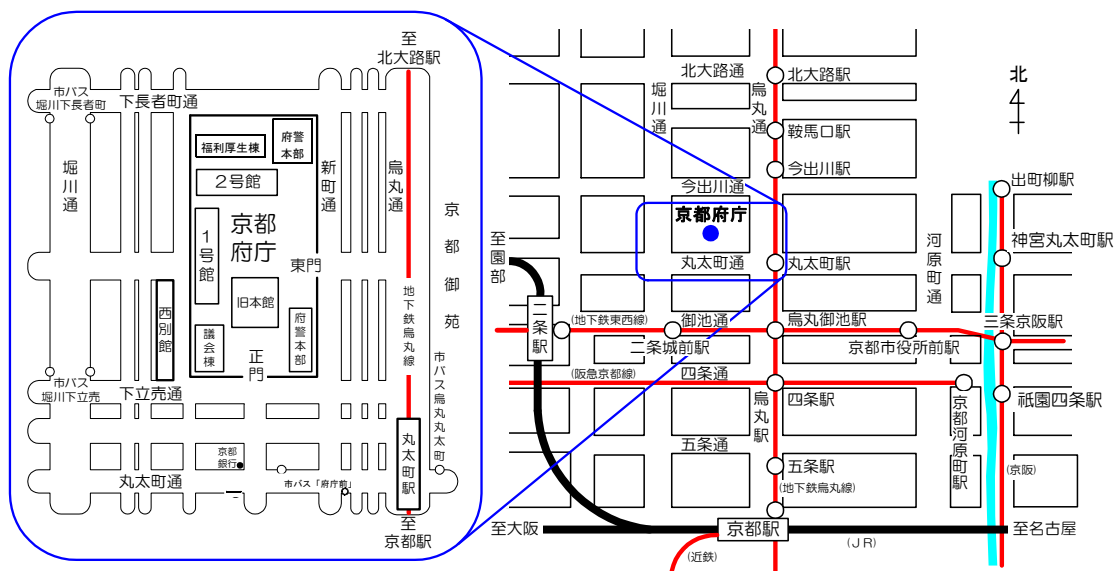 至
北大路駅
市バス
堀川下長者町
下長者町通
福利厚生棟
府警
本部
2号館
京都
府庁
1号館
旧本館
東門
西別館
議会棟
正門
府警本部
堀川通
新町通
烏丸通
京都御苑
地下鉄烏丸線
市バス烏丸丸太町
市バス
堀川下立売
下立売通
京都
銀行
丸太町通
市バス「府庁前」
丸太町駅
至
京都駅
北大路通
北大路駅
堀川通
烏丸通
北
鞍馬口駅
今出川駅
今出川通
出町柳駅
京都府庁
至園部
河原町通
神宮丸太町駅
丸太町通
丸太町駅
二条駅
(地下鉄東西線)
御池通
烏丸御池駅
三条京阪駅
二条城前駅
京都市役所前駅
(阪急京都線)
四条通
烏丸駅
四条駅
京都河原町駅
祇園四条駅
五条通
五条駅
(京阪)
(地下鉄烏丸線)
至大阪
京都駅
至名古屋
(近鉄)
(JR)